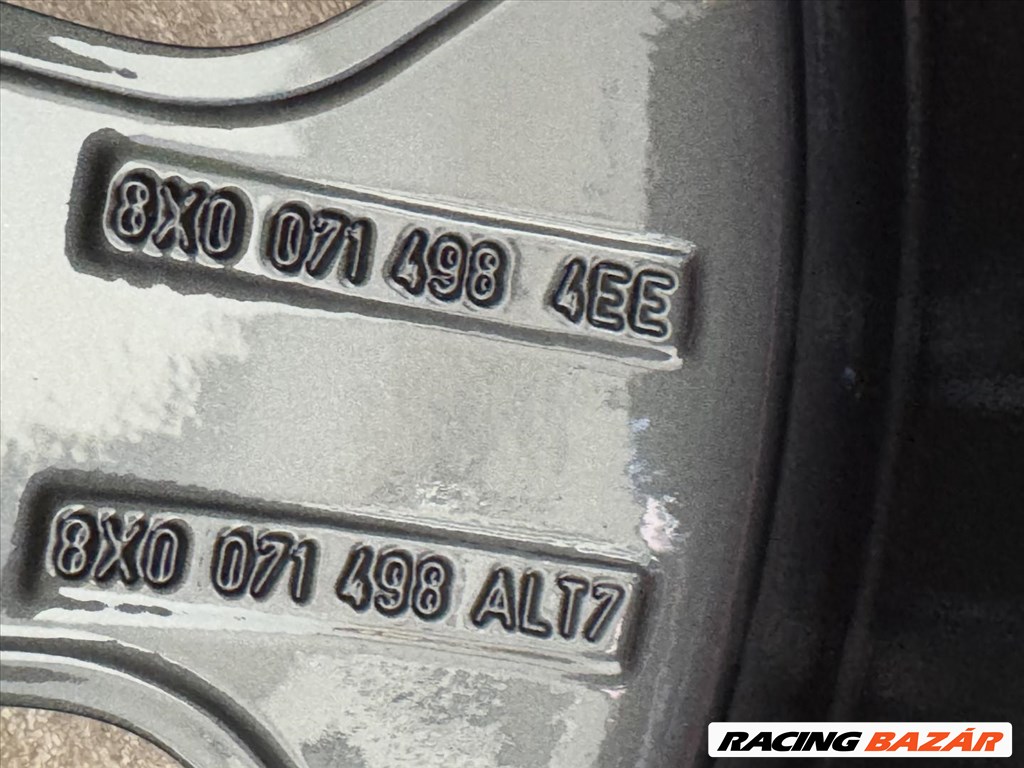 8X0 071 498 4EE
8X0 071 498 ALT7
RACING BAZÁR